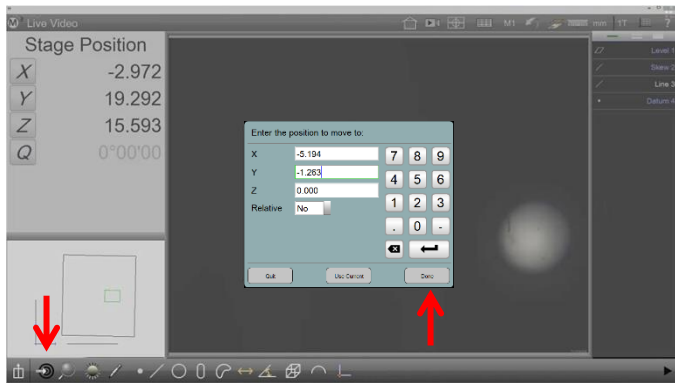 Live Video
M1
mm
1T
?
Stage Position
X -2.972
Y 19.292
Z 15.593
Q 0°00'00
Level 1
Skew 2
Line 3
Datum 4
Enter the position to move to:
X -5.194
Y -1.263
Z 0.000
Relative No
7 8 9
4 5 6
1 2 3
. 0 -
Quit Use Current Done